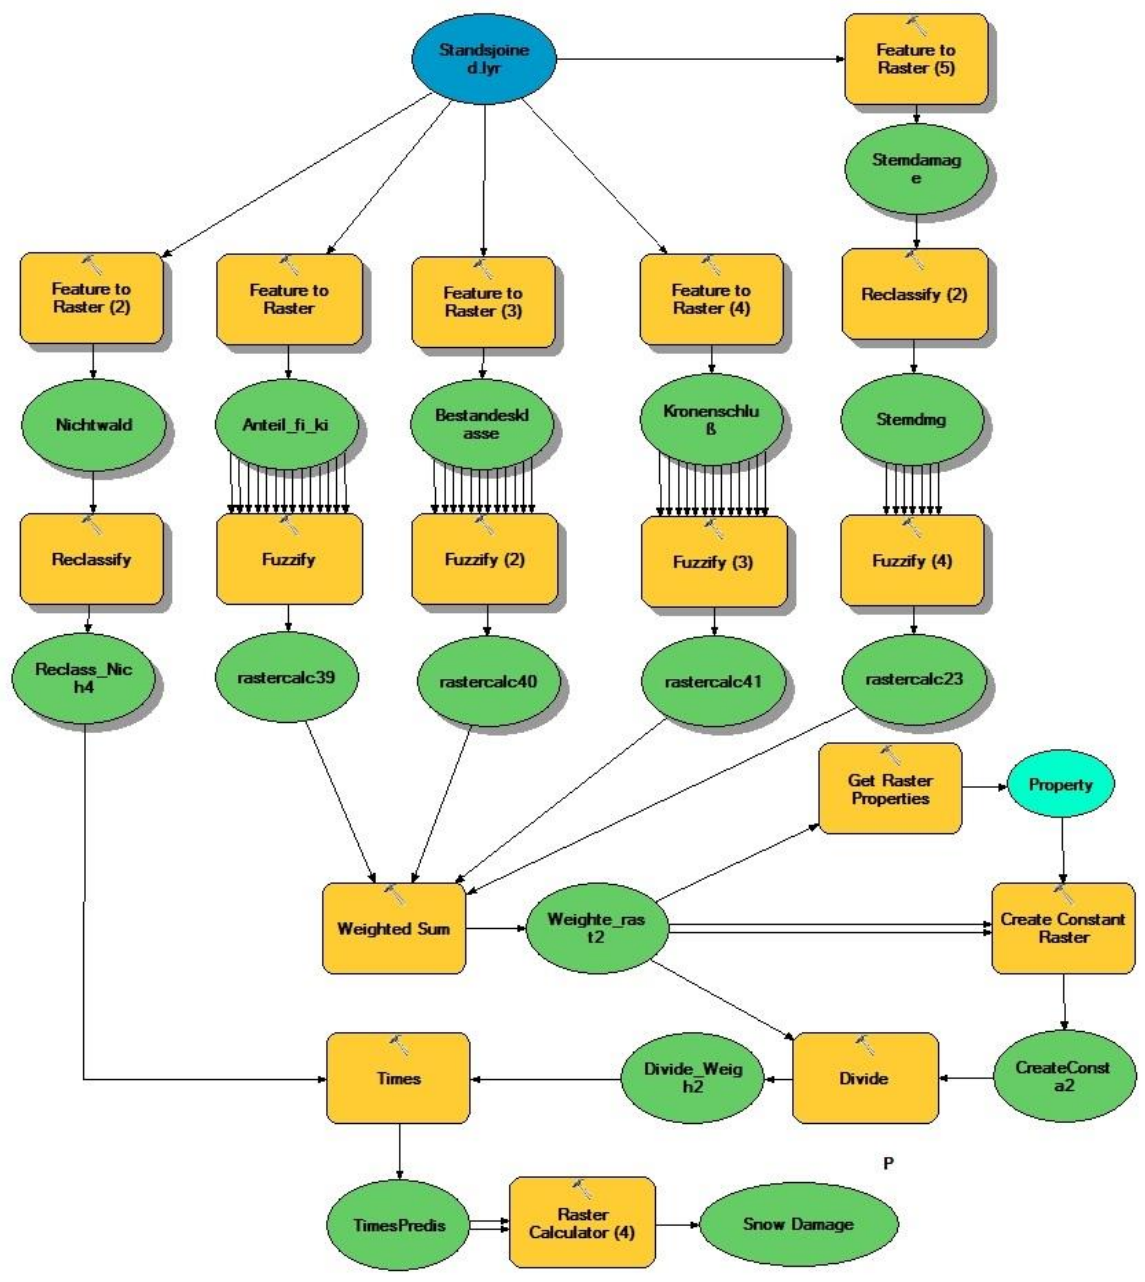 Standsjoine
d.lyr
Feature to
Raster (5)
Stemdamag
e
Feature to
Raster (2)
Feature to
Raster
Feature to
Raster (3)
Feature to
Raster (4)
Reclassify (2)
Nichtwald
Anteil_fi_ki
Bestandeskl
asse
Kronenschlu
ß
Stemdmg
Reclassify
Fuzzify
Fuzzify (2)
Fuzzify (3)
Fuzzify (4)
Reclass_Nic
h4
rastercalc39
rastercalc40
rastercalc41
rastercalc23
Get Raster
Properties
Property
Weighted Sum
Weighte_ras
t2
Create Constant
Raster
Times
Divide_Weig
h2
Divide
CreateConst
a2
P
TimesPredis
Raster
Calculator (4)
Snow Damage